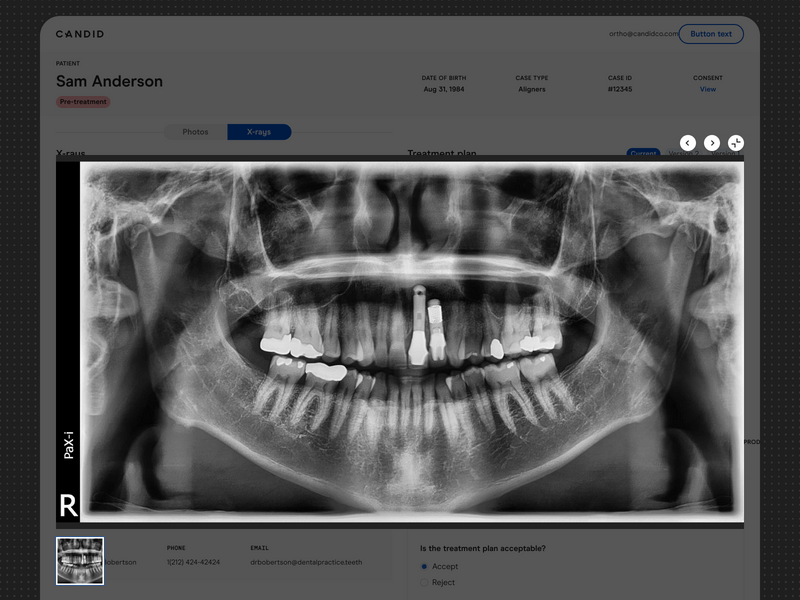 CANDID
ortho@candidco.com
Button text
PATIENT
Sam Anderson
Pre-treatment
DATE OF BIRTH
Aug 31, 1984
CASE TYPE
Aligners
CASE ID
#12345
CONSENT
View
Photos
X-rays
X-rays
Treatment plan
Current
PaX-i
R
PROD
obertson
PHONE
1(212) 424-42424
EMAIL
drbobertson@dentalpractice.teeth
Is the treatment plan acceptable?
Accept
Reject